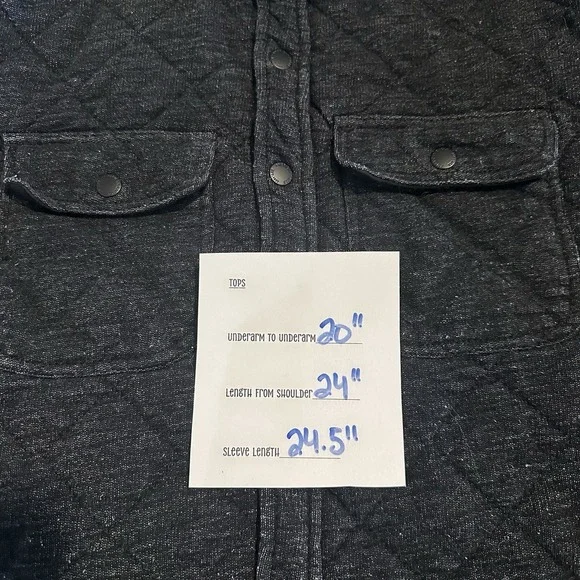 TOPS
underarm to underarm 20"
Length from shoulder 24"
Sleeve Length 24.5"